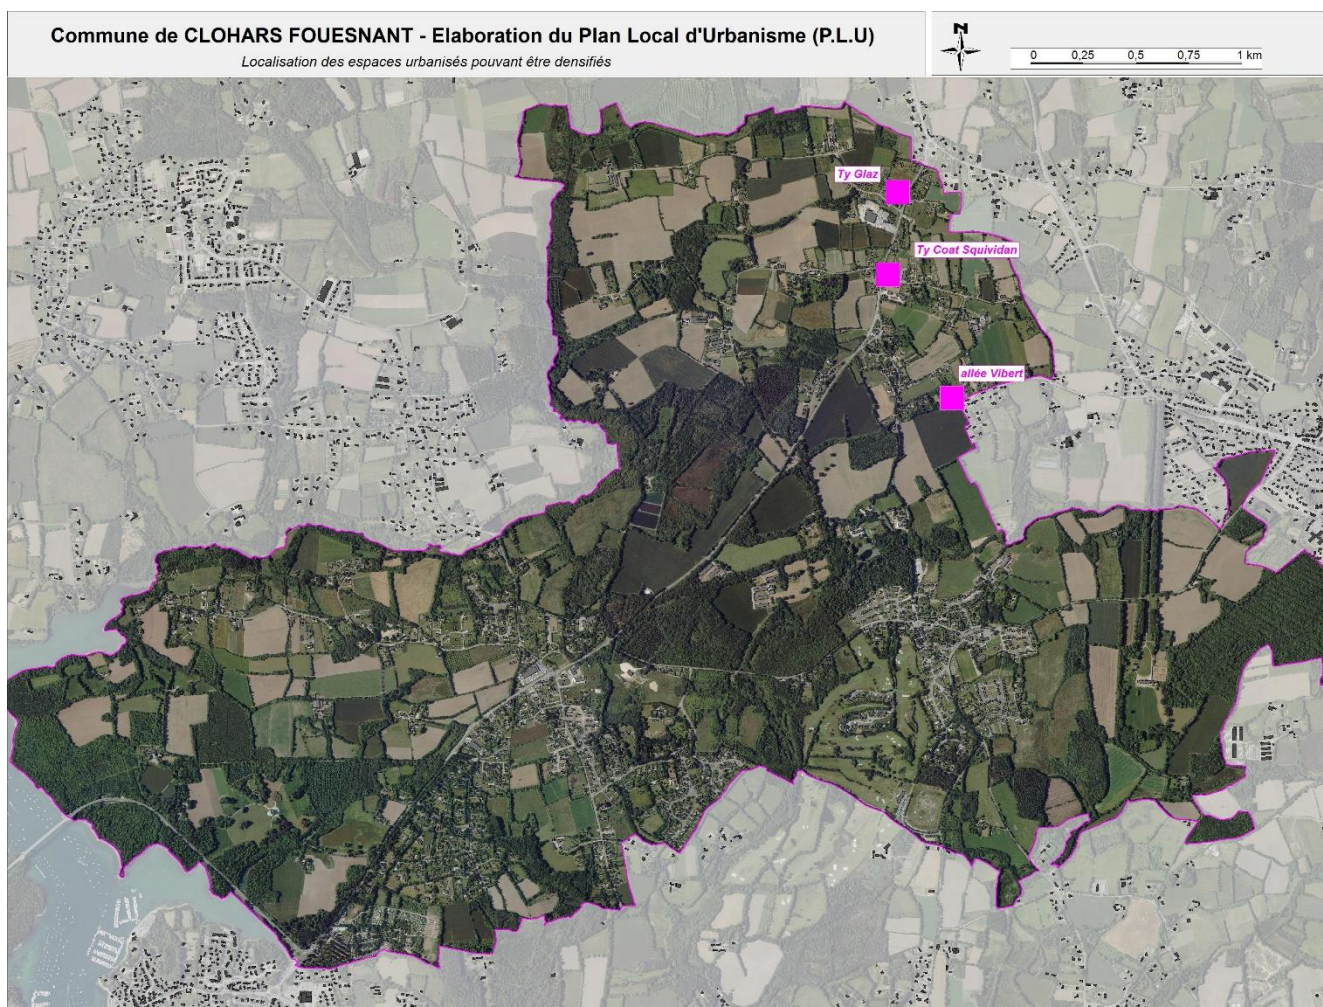 Commune de CLOHARS FOUESNANT - Elaboration du Plan Local d'Urbanisme (P.L.U)
Localisation des espaces urbanisés pouvant être densifiés
N
0 0,25 0,5 0,75 1 km
Ty Glaz
Ty Coat Squividan
allée Vibert